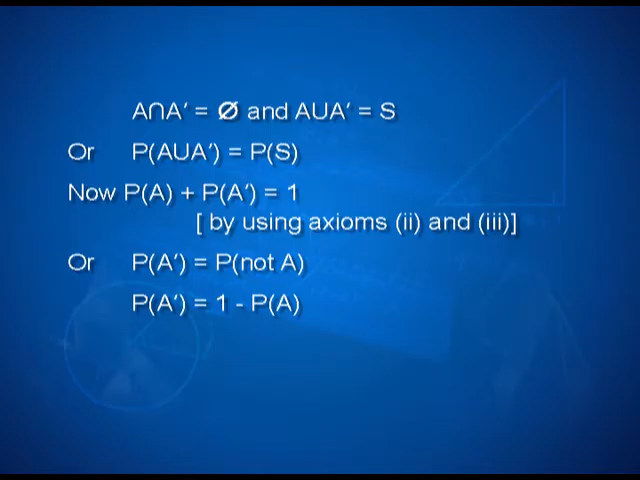 A∩A′ = Ø and AUA′ = S
Or P(AUA′) = P(S)
Now P(A) + P(A′) = 1
[ by using axioms (ii) and (iii)]
Or P(A′) = P(not A)
P(A′) = 1 - P(A)